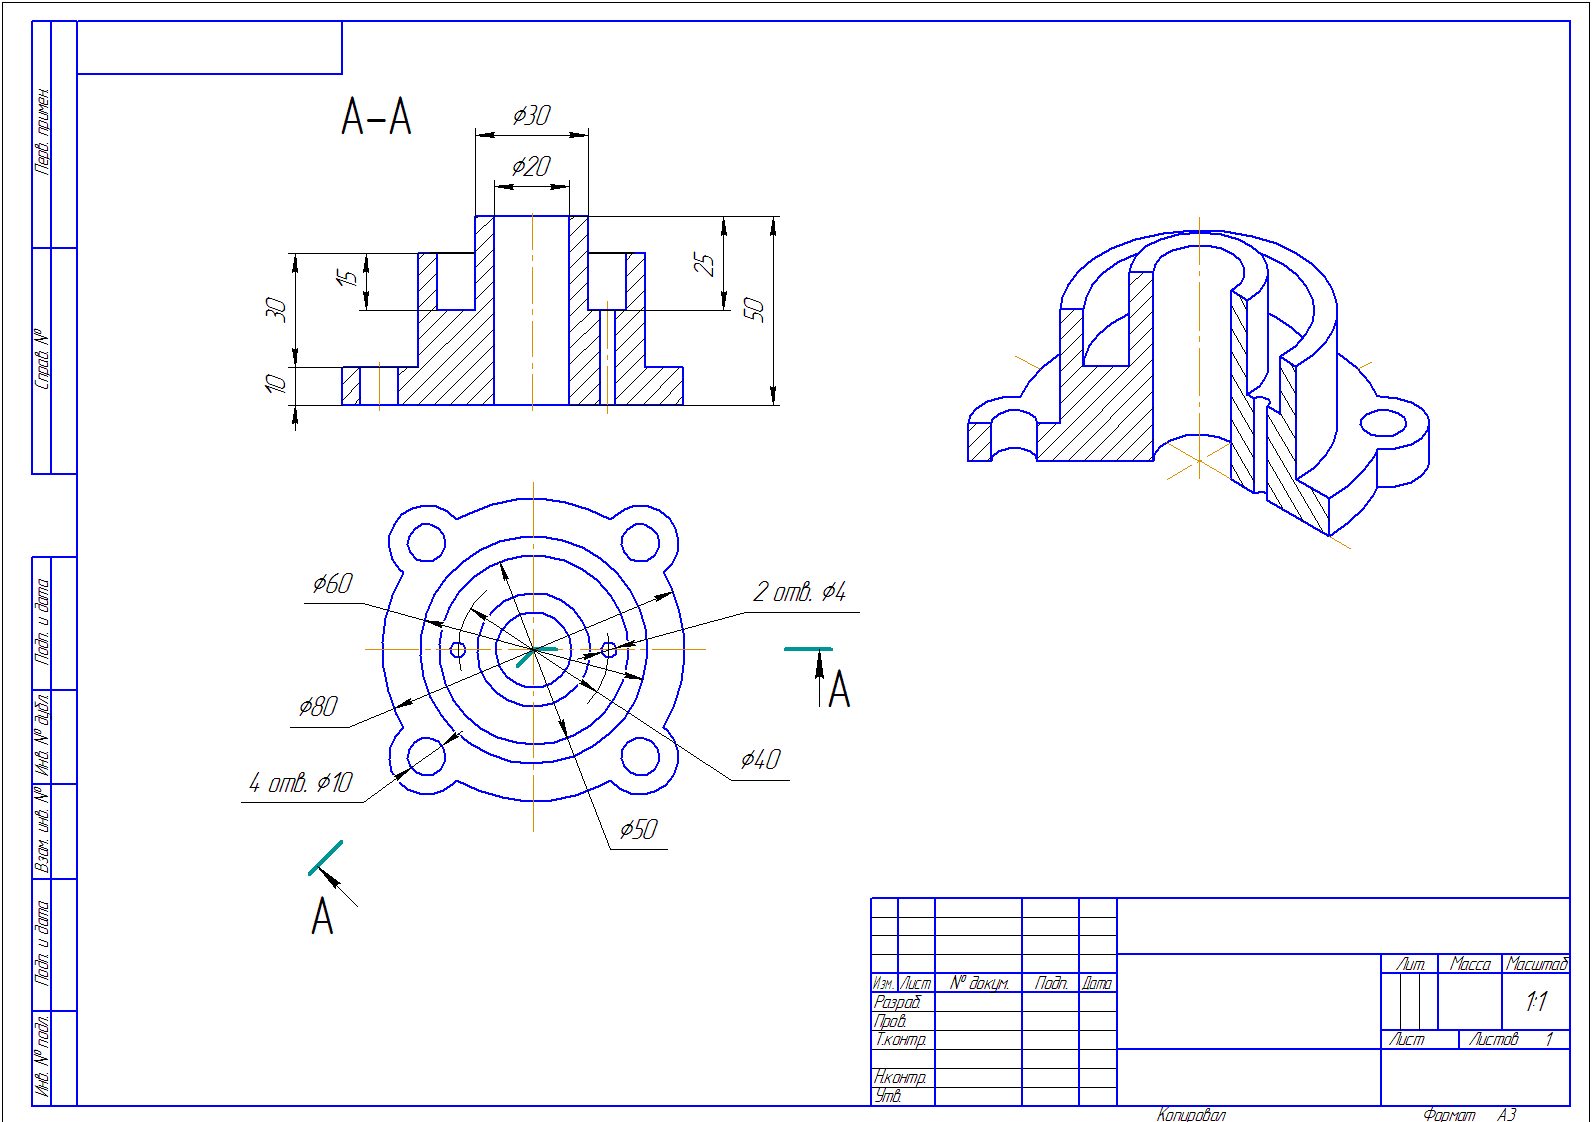 Перв. примен.
Справ. №
Подп. и дата
Инв. № дубл.
Взам. инв. №
Подп. и дата
Инв. № подл.
А-А
⌀30
⌀20
15
30
10
25
50
⌀60
⌀80
4 отв. ⌀10
2 отв. ⌀4
⌀40
⌀50
А
А
Изм. Лист № докум. Подп. Дата
Разраб.
Пров.
Т.контр.
Н.контр.
Утв.
Лит. Масса Масштаб
1:1
Лист Листов 1
Копировал Формат А3